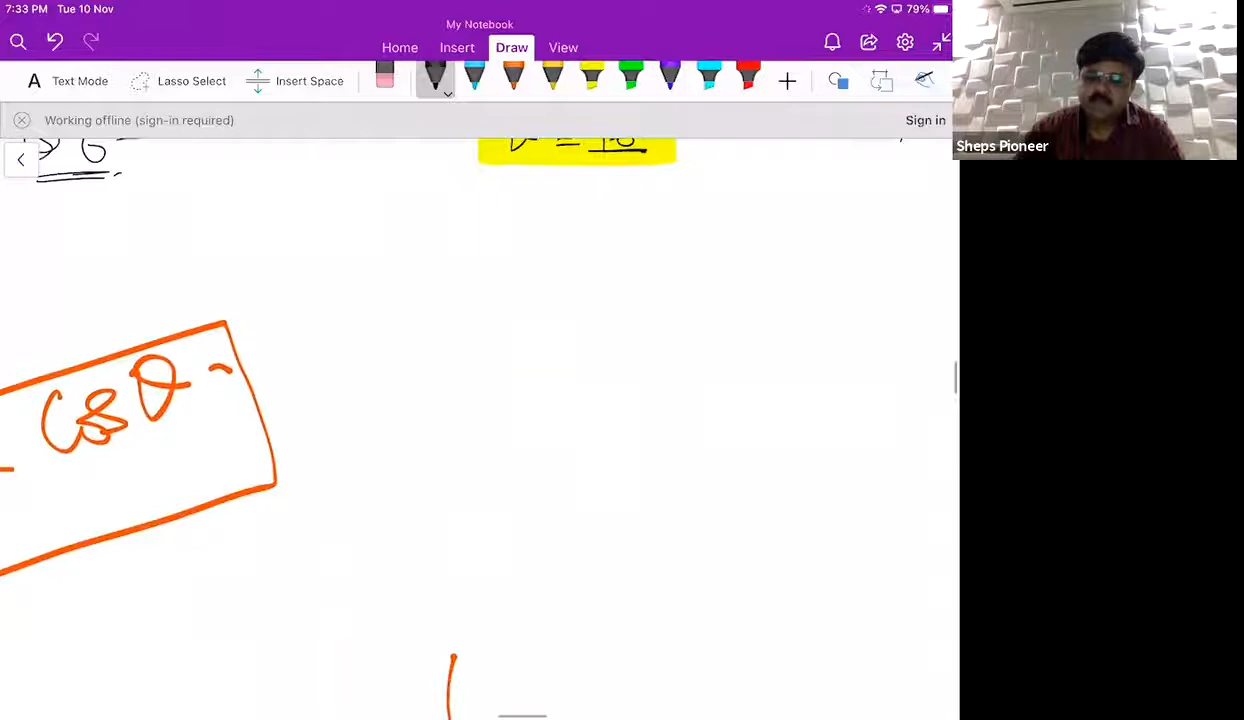 7:33 PM Tue 10 Nov
79%
My Notebook
Home Insert Draw View
A Text Mode Lasso Select Insert Space
Working offline (sign-in required) Sign in
Sheps Pioneer
Cos θ